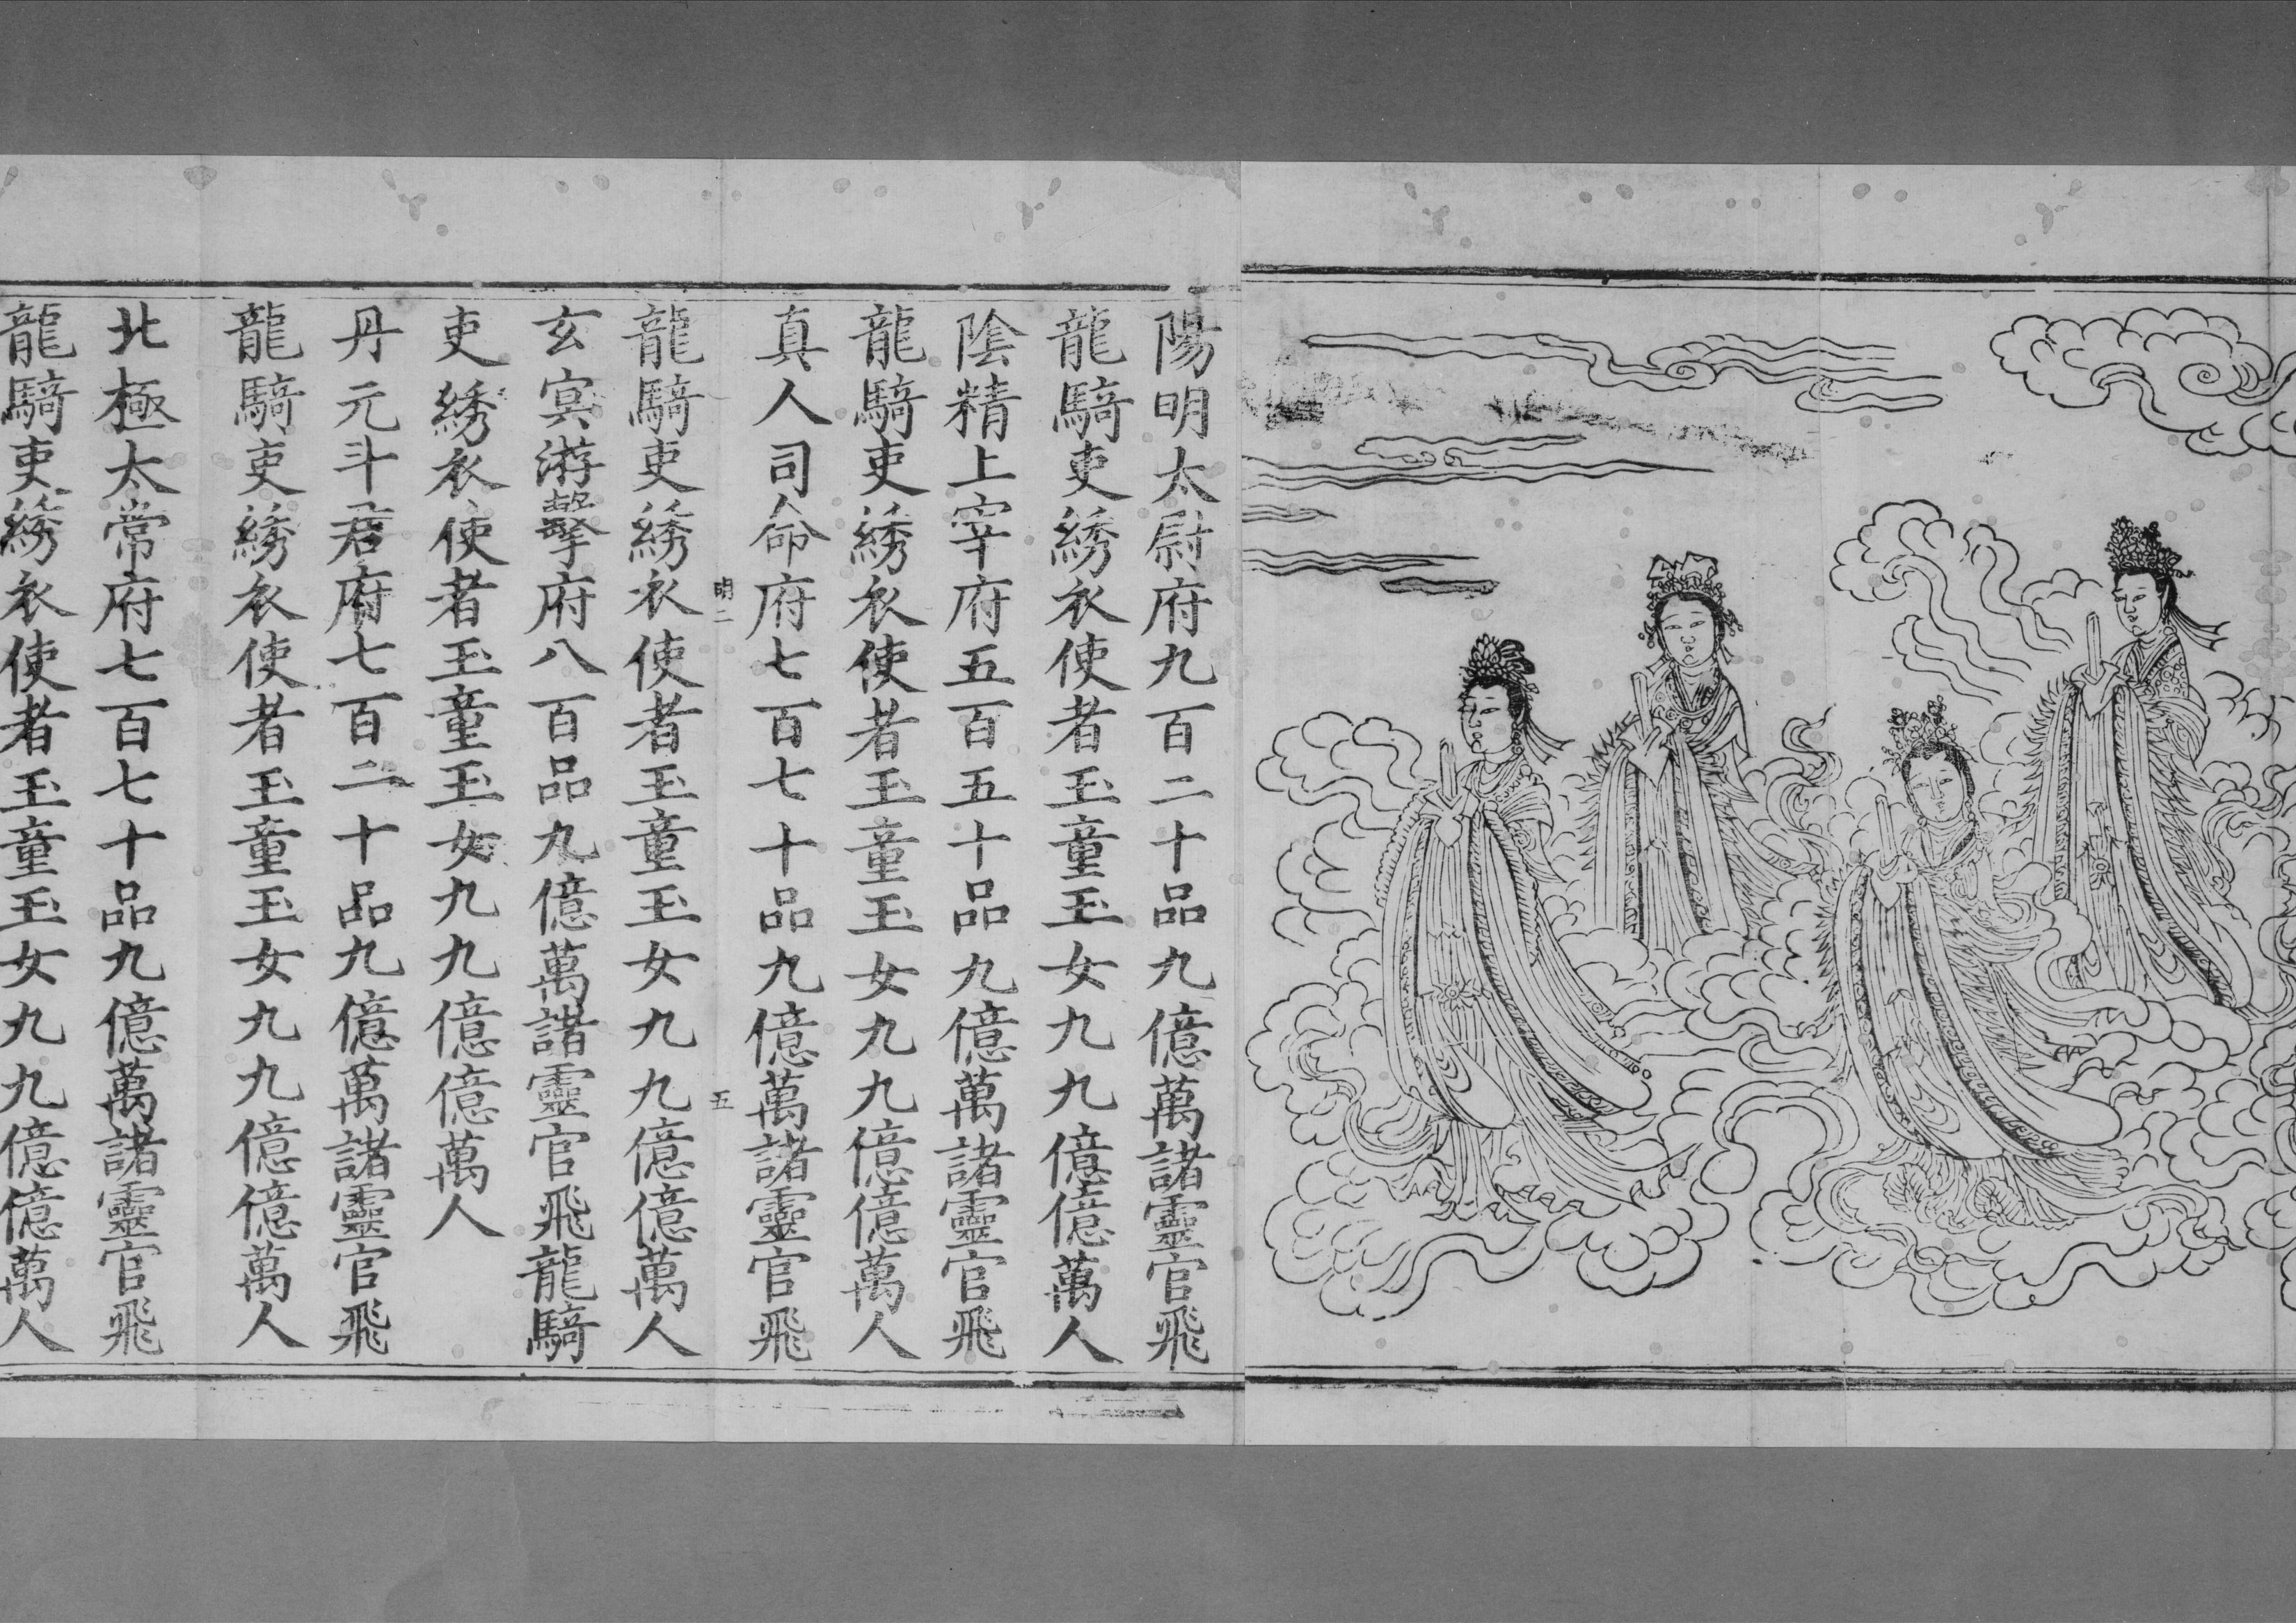 陽明太尉府九百二十品九億萬諸靈官飛
龍騎吏綉衣使者玉童玉女九九億億萬人
陰精上宰府五百五十品九億萬諸靈官飛
龍騎吏綉衣使者玉童玉女九九億億萬人
真人司命府七百七十品九億萬諸靈官飛
明二 五
龍騎吏綉衣使者玉童玉女九九億億萬人
玄冥游擊府八百品九億萬諸靈官飛龍騎
吏綉衣使者玉童玉女九九億億萬人
丹元斗君府七百二十品九億萬諸靈官飛
龍騎吏綉衣使者玉童玉女九九億億萬人
北極太常府七百七十品九億萬諸靈官飛
龍騎吏綉衣使者玉童玉女九九億億萬人